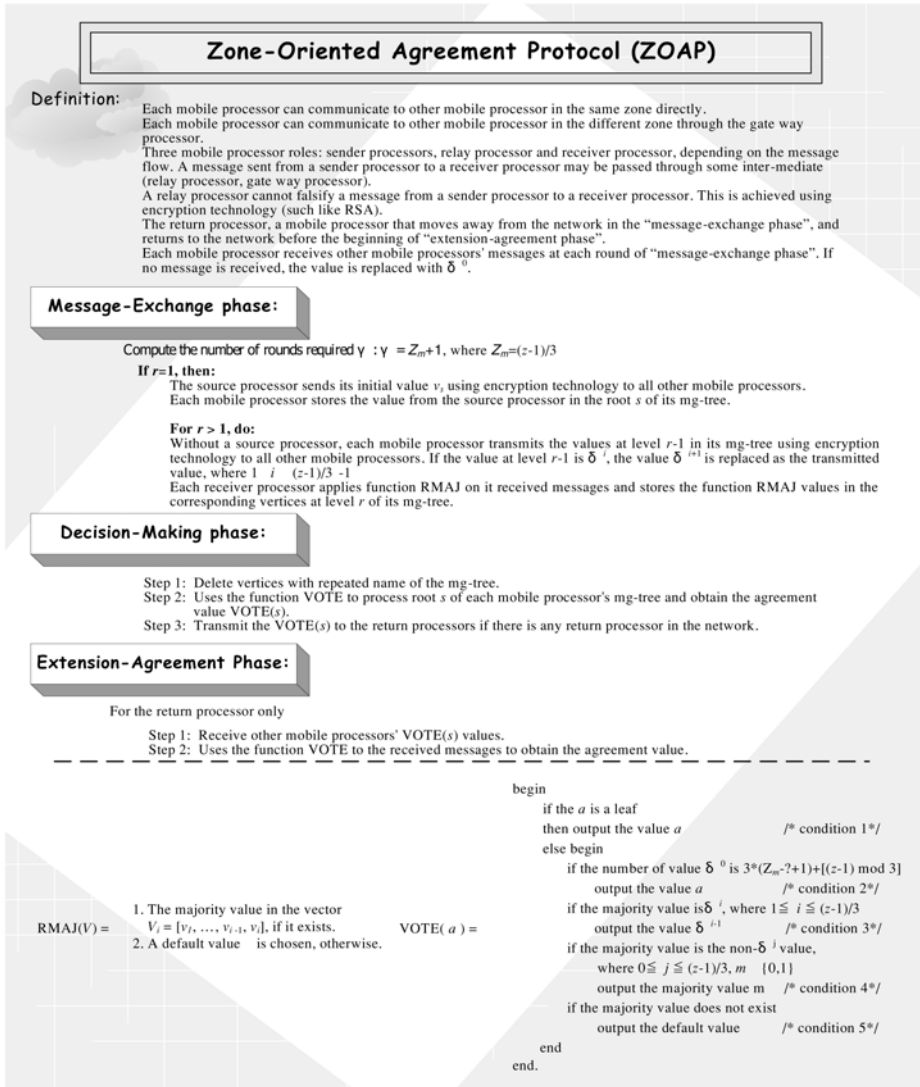 Zone-Oriented Agreement Protocol (ZOAP)
Definition:
Each mobile processor can communicate to other mobile processor in the same zone directly.
Each mobile processor can communicate to other mobile processor in the different zone through the gate way
processor.
Three mobile processor roles: sender processors, relay processor and receiver processor, depending on the message
flow. A message sent from a sender processor to a receiver processor may be passed through some inter-mediate
(relay processor, gate way processor).
A relay processor cannot falsify a message from a sender processor to a receiver processor. This is achieved using
encryption technology (such like RSA).
The return processor, a mobile processor that moves away from the network in the “message-exchange phase”, and
returns to the network before the beginning of “extension-agreement phase”.
Each mobile processor receives other mobile processors' messages at each round of “message-exchange phase”. If
no message is received, the value is replaced with δ ⁰.
Message-Exchange phase:
Compute the number of rounds required γ : γ = Zm+1, where Zm=(z-1)/3
If r=1, then:
The source processor sends its initial value vs using encryption technology to all other mobile processors.
Each mobile processor stores the value from the source processor in the root s of its mg-tree.
For r > 1, do:
Without a source processor, each mobile processor transmits the values at level r-1 in its mg-tree using encryption
technology to all other mobile processors. If the value at level r-1 is δ i, the value δ i+1 is replaced as the transmitted
value, where 1 i (z-1)/3 -1
Each receiver processor applies function RMAJ on it received messages and stores the function RMAJ values in the
corresponding vertices at level r of its mg-tree.
Decision-Making phase:
Step 1: Delete vertices with repeated name of the mg-tree.
Step 2: Uses the function VOTE to process root s of each mobile processor's mg-tree and obtain the agreement
value VOTE(s).
Step 3: Transmit the VOTE(s) to the return processors if there is any return processor in the network.
Extension-Agreement Phase:
For the return processor only
Step 1: Receive other mobile processors' VOTE(s) values.
Step 2: Uses the function VOTE to the received messages to obtain the agreement value.
RMAJ(V) =
1. The majority value in the vector
Vi = [v1, …, vi-1, vi], if it exists.
2. A default value is chosen, otherwise.
VOTE( a ) =
begin
if the a is a leaf
then output the value a /* condition 1*/
else begin
if the number of value δ ⁰ is 3*(Zm-?+1)+[(z-1) mod 3]
output the value a /* condition 2*/
if the majority value is δ i, where 1≦ i ≦ (z-1)/3
output the value δ i-1 /* condition 3*/
if the majority value is the non-δ j value,
where 0≦ j ≦ (z-1)/3, m {0,1}
output the majority value m /* condition 4*/
if the majority value does not exist
output the default value /* condition 5*/
end
end.